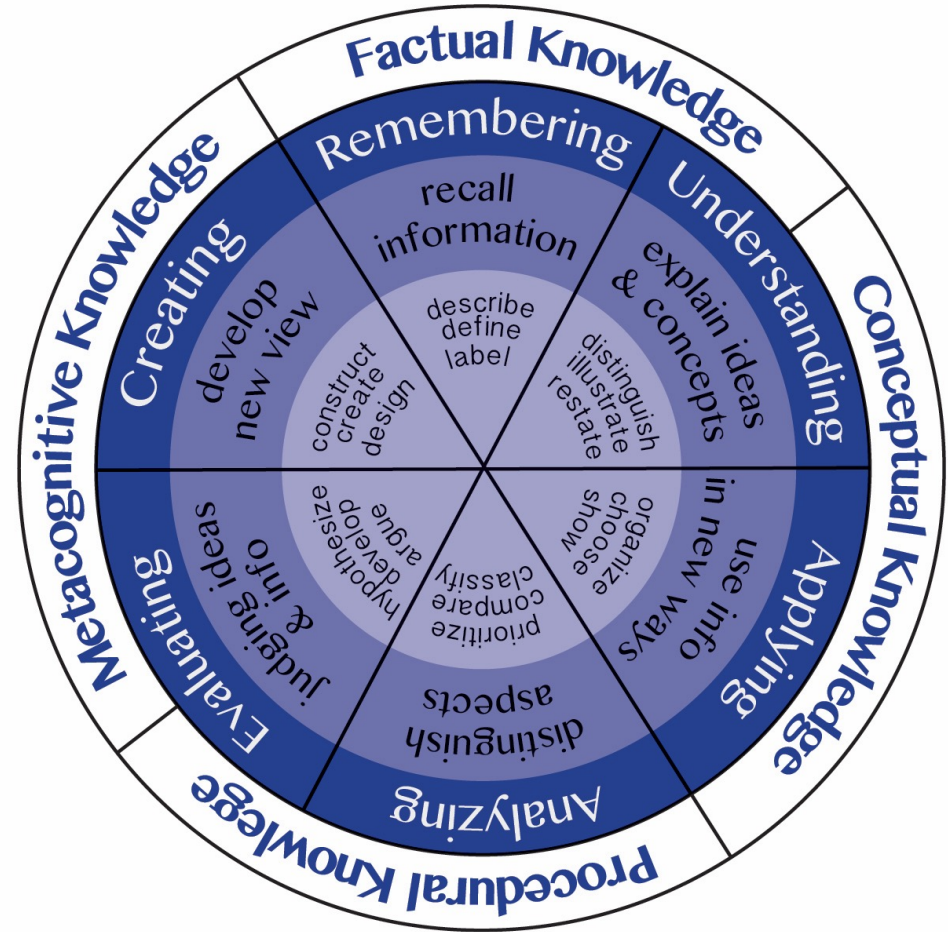 Factual Knowledge
Conceptual Knowledge
Procedural Knowlege
Metacognitive Knowledge
Remembering
recall
information
describe
define
label
Understanding
explain ideas
& concepts
distinguish
illustrate
restate
Applying
use info
in new ways
organize
choose
show
Analyzing
distinguish
aspects
prioritize
compare
classify
Evaluating
judging ideas
& info
hypothesize
develop
argue
Creating
develop
new view
construct
create
design